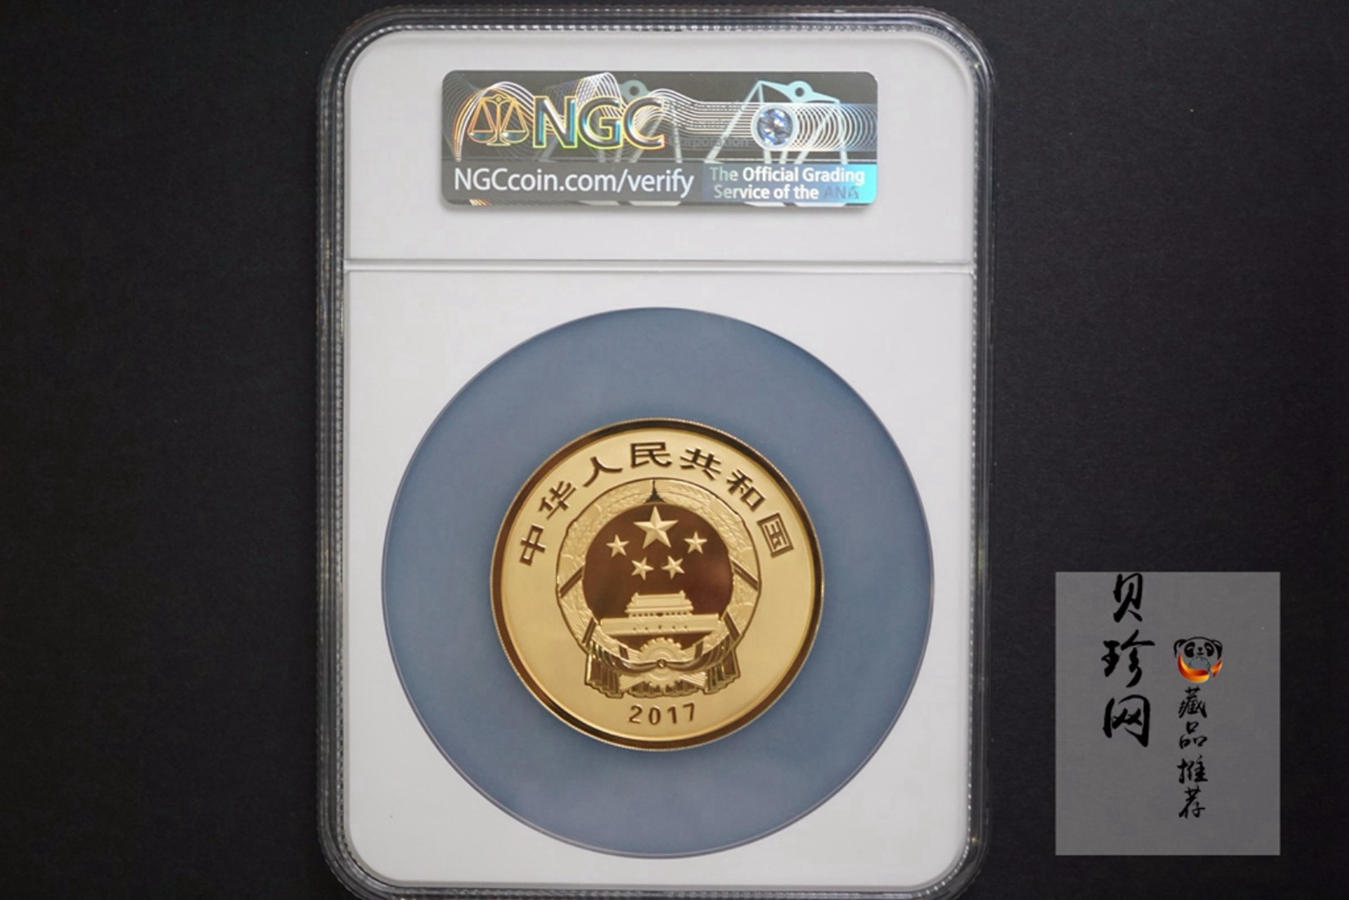 NGC
NGCcoin.com/verify
The Official Grading
Service of the ANA
中华人民共和国
2017
贝珍网
藏品推荐